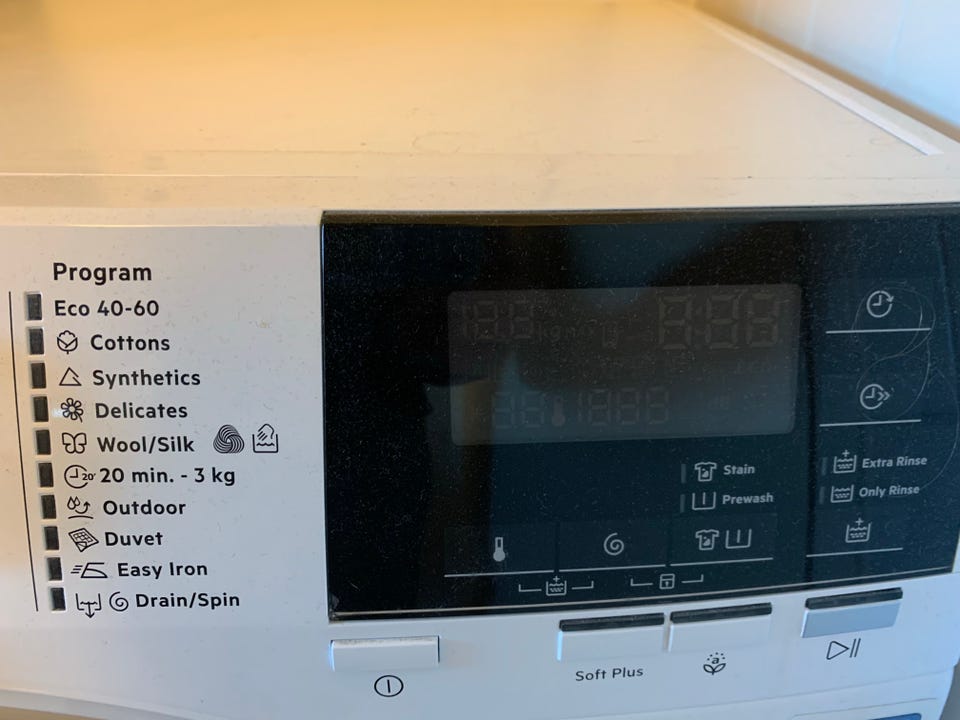 Program
Eco 40-60
Cottons
Synthetics
Delicates
Wool/Silk
20' 20 min. - 3 kg
Outdoor
Duvet
Easy Iron
Drain/Spin
Stain
Prewash
Extra Rinse
Only Rinse
Soft Plus
a